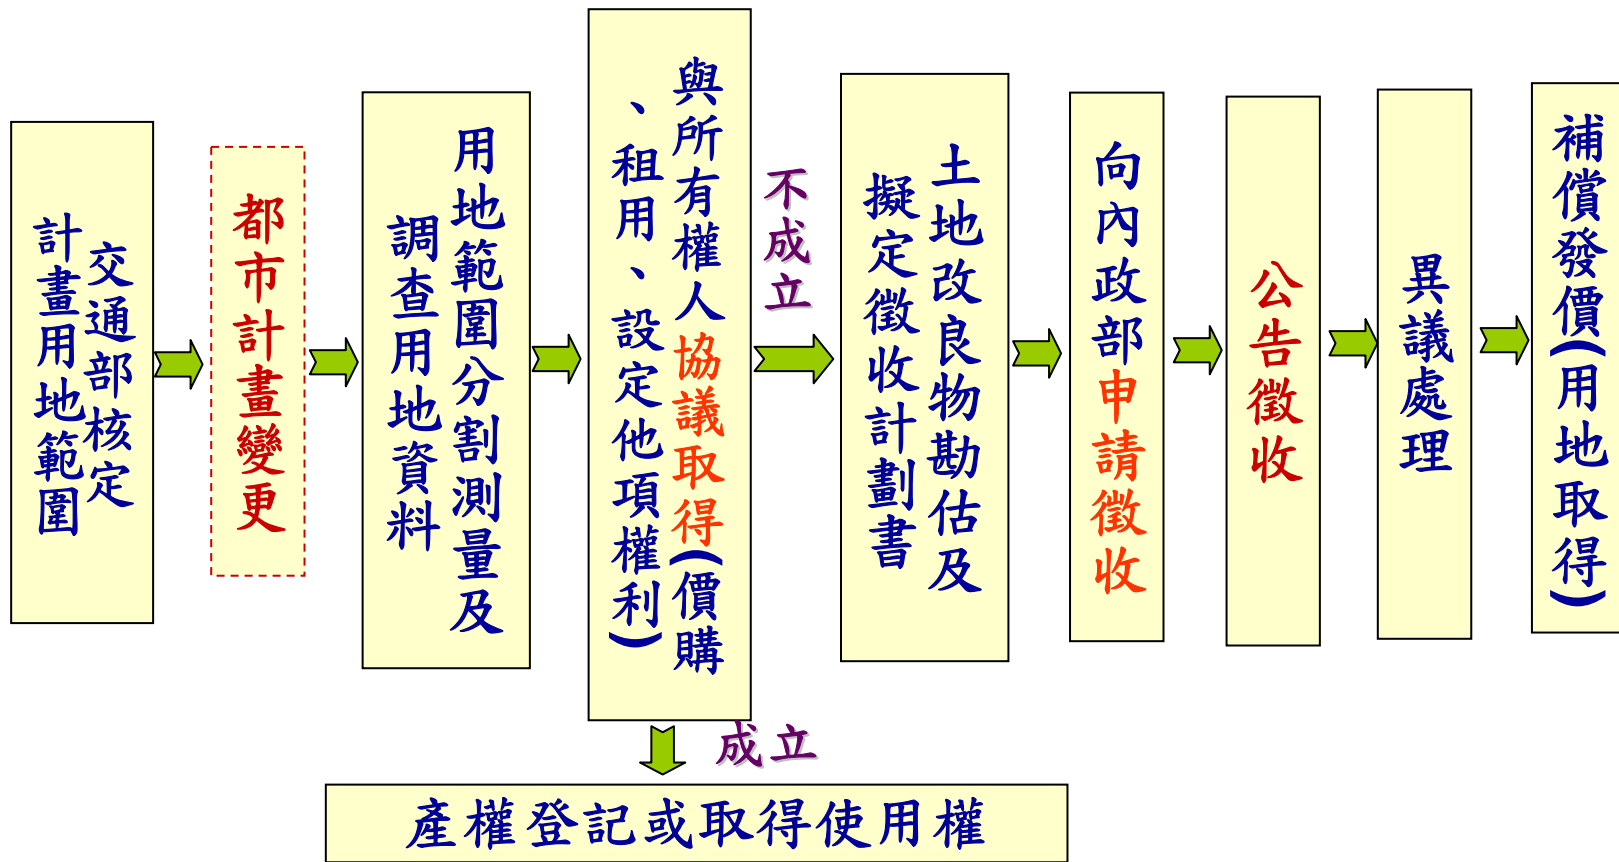 交通部核定
計畫用地範圍
都市計畫變更
用地範圍分割測量及
調查用地資料
與所有權人協議取得(價購
、租用、設定他項權利)
不成立
成立
產權登記或取得使用權
土地改良物勘估及
擬定徵收計劃書
向內政部申請徵收
公告徵收
異議處理
補償發價(用地取得)